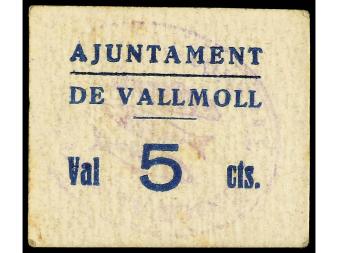 AJUNTAMENT
DE VALLMOLL
Val 5 cts.